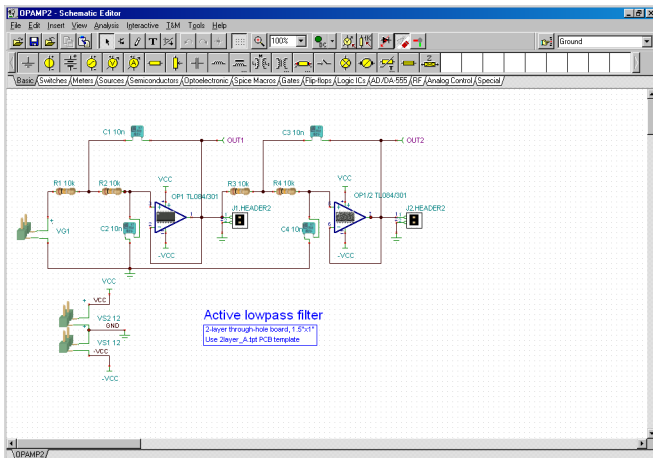 OPAMP2 - Schematic Editor
File Edit Insert View Analysis Interactive T&M Tools Help
100% Ground
Basic Switches Meters Sources Semiconductors Optoelectronic Spice Macros Gates Flip-flops Logic ICs AD/DA-555 RF Analog Control Special
C1 10n OUT1 C3 10n OUT2
R1 10k R2 10k VCC R3 10k R4 10k VCC
OP1 TL084/301 OP1/2 TL084/301
J1,HEADER2 J2,HEADER2
VG1 C2 10n C4 10n
-VCC -VCC
VCC
VCC
VS2 12
GND
VS1 12
-VCC
-VCC
Active lowpass filter
2-layer through-hole board, 1.5"x1"
Use 2layer_A.tpt PCB template
OPAMP2